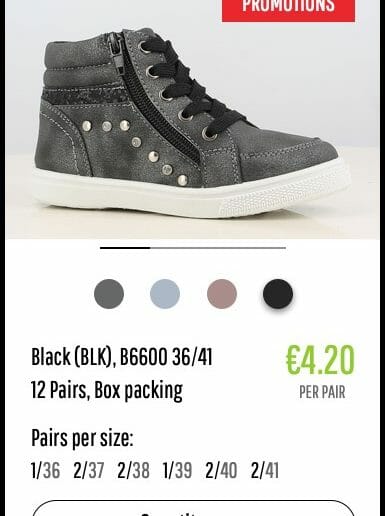 PROMOTIONS
Black (BLK), B6600 36/41
€4.20
12 Pairs, Box packing
PER PAIR
Pairs per size:
1/36 2/37 2/38 1/39 2/40 2/41